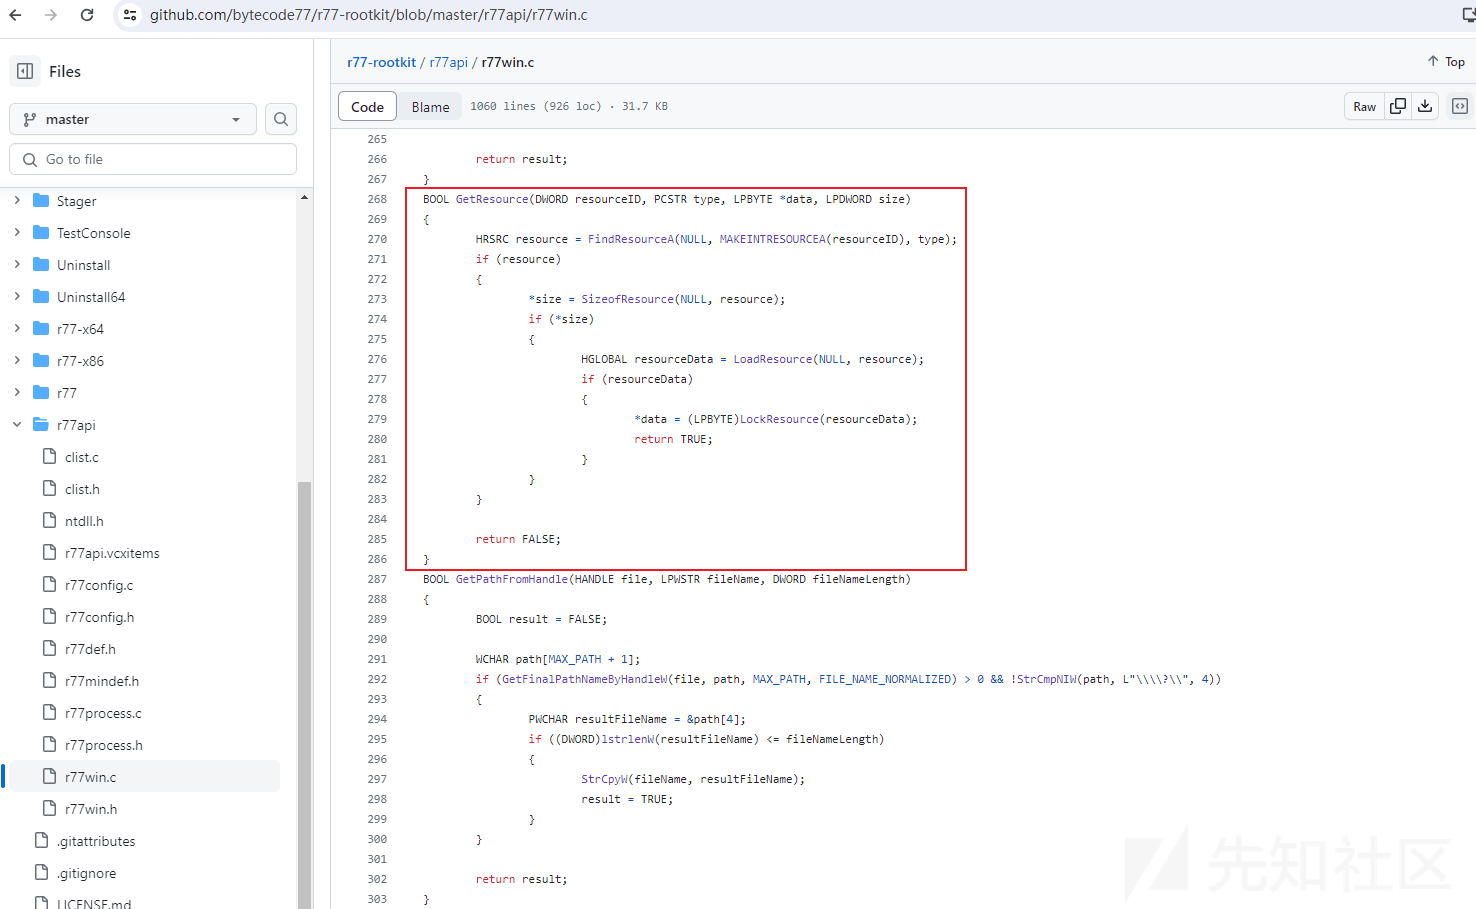 github.com/bytecode77/r77-rootkit/blob/master/r77api/r77win.c
Files
master
Go to file
Stager
TestConsole
Uninstall
Uninstall64
r77-x64
r77-x86
r77
r77api
clist.c
clist.h
ntdll.h
r77api.vcxitems
r77config.c
r77config.h
r77def.h
r77mindef.h
r77process.c
r77process.h
r77win.c
r77win.h
.gitattributes
.gitignore
LICENSE.md
r77-rootkit / r77api / r77win.c
Top
Code Blame 1060 lines (926 loc) · 31.7 KB
Raw
265
266 return result;
267 }
268 BOOL GetResource(DWORD resourceID, PCSTR type, LPBYTE *data, LPDWORD size)
269 {
270 HRSRC resource = FindResourceA(NULL, MAKEINTRESOURCEA(resourceID), type);
271 if (resource)
272 {
273 *size = SizeofResource(NULL, resource);
274 if (*size)
275 {
276 HGLOBAL resourceData = LoadResource(NULL, resource);
277 if (resourceData)
278 {
279 *data = (LPBYTE)LockResource(resourceData);
280 return TRUE;
281 }
282 }
283 }
284
285 return FALSE;
286 }
287 BOOL GetPathFromHandle(HANDLE file, LPWSTR fileName, DWORD fileNameLength)
288 {
289 BOOL result = FALSE;
290
291 WCHAR path[MAX_PATH + 1];
292 if (GetFinalPathNameByHandleW(file, path, MAX_PATH, FILE_NAME_NORMALIZED) > 0 && !StrCmpNIW(path, L"\\\\?\\", 4))
293 {
294 PWCHAR resultFileName = &path[4];
295 if ((DWORD)lstrlenW(resultFileName) <= fileNameLength)
296 {
297 StrCpyW(fileName, resultFileName);
298 result = TRUE;
299 }
300 }
301
302 return result;
303 }
先知社区